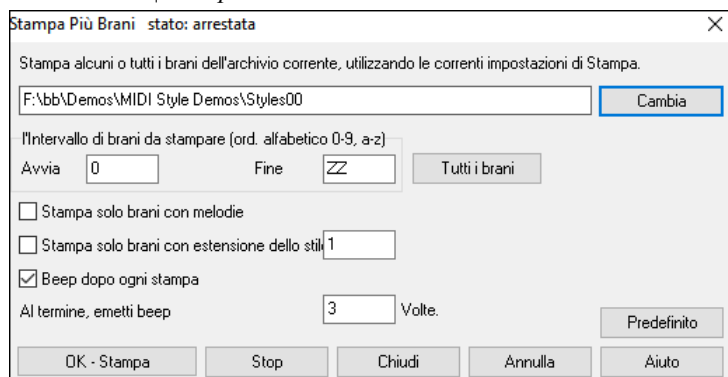 Stampa Più Brani stato: arrestata
Stampa alcuni o tutti i brani dell'archivio corrente, utilizzando le correnti impostazioni di Stampa.
F:\bb\Demos\MIDI Style Demos\Styles00 Cambia
l'Intervallo di brani da stampare (ord. alfabetico 0-9, a-z)
Avvia 0 Fine ZZ Tutti i brani
Stampa solo brani con melodie
Stampa solo brani con estensione dello stil 1
Beep dopo ogni stampa
Al termine, emetti beep 3 Volte.
Predefinito
OK - Stampa Stop Chiudi Annulla Aiuto